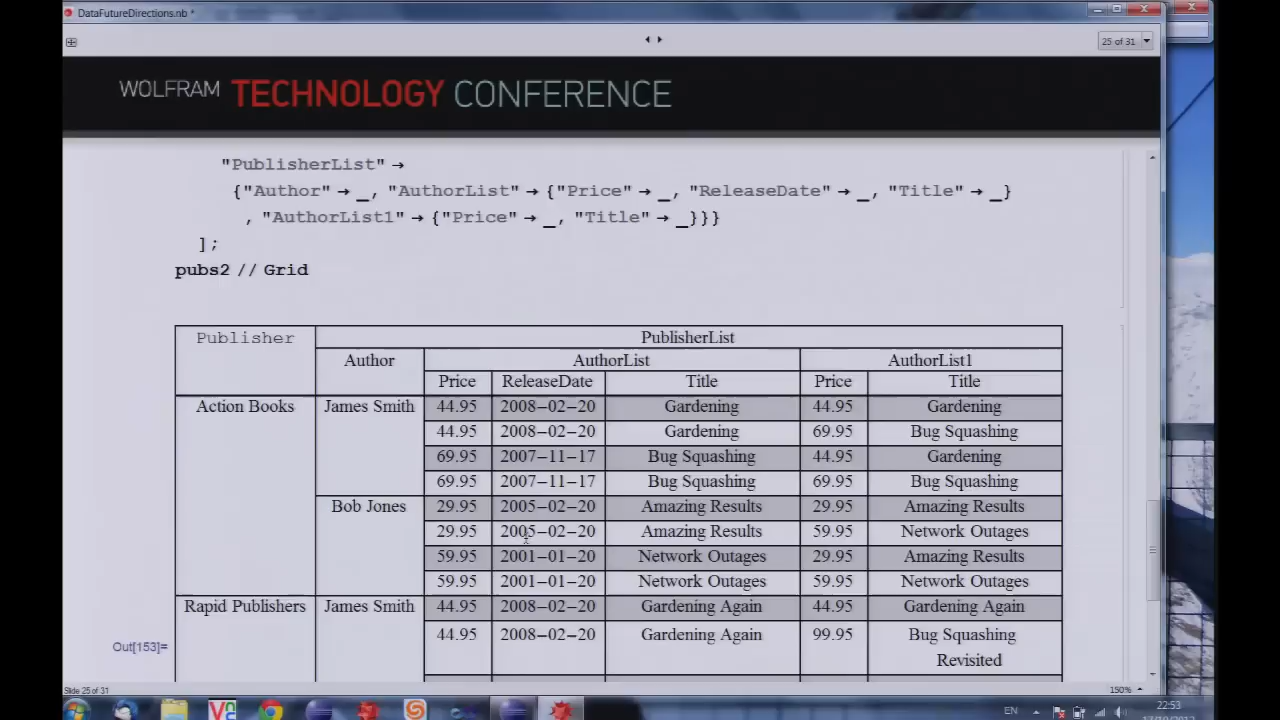 DataFutureDirections.nb *
25 of 31
WOLFRAM TECHNOLOGY CONFERENCE
"PublisherList" →
{"Author" → _, "AuthorList" → {"Price" → _, "ReleaseDate" → _, "Title" → _}
, "AuthorList1" → {"Price" → _, "Title" → _}}}
];
pubs2 // Grid
Publisher PublisherList
Author AuthorList AuthorList1
Price ReleaseDate Title Price Title
Action Books James Smith 44.95 2008-02-20 Gardening 44.95 Gardening
44.95 2008-02-20 Gardening 69.95 Bug Squashing
69.95 2007-11-17 Bug Squashing 44.95 Gardening
69.95 2007-11-17 Bug Squashing 69.95 Bug Squashing
Bob Jones 29.95 2005-02-20 Amazing Results 29.95 Amazing Results
29.95 2005-02-20 Amazing Results 59.95 Network Outages
59.95 2001-01-20 Network Outages 29.95 Amazing Results
59.95 2001-01-20 Network Outages 59.95 Network Outages
Rapid Publishers James Smith 44.95 2008-02-20 Gardening Again 44.95 Gardening Again
Out[153]= 44.95 2008-02-20 Gardening Again 99.95 Bug Squashing
Revisited
Slide 25 of 31
150%
EN
22:53